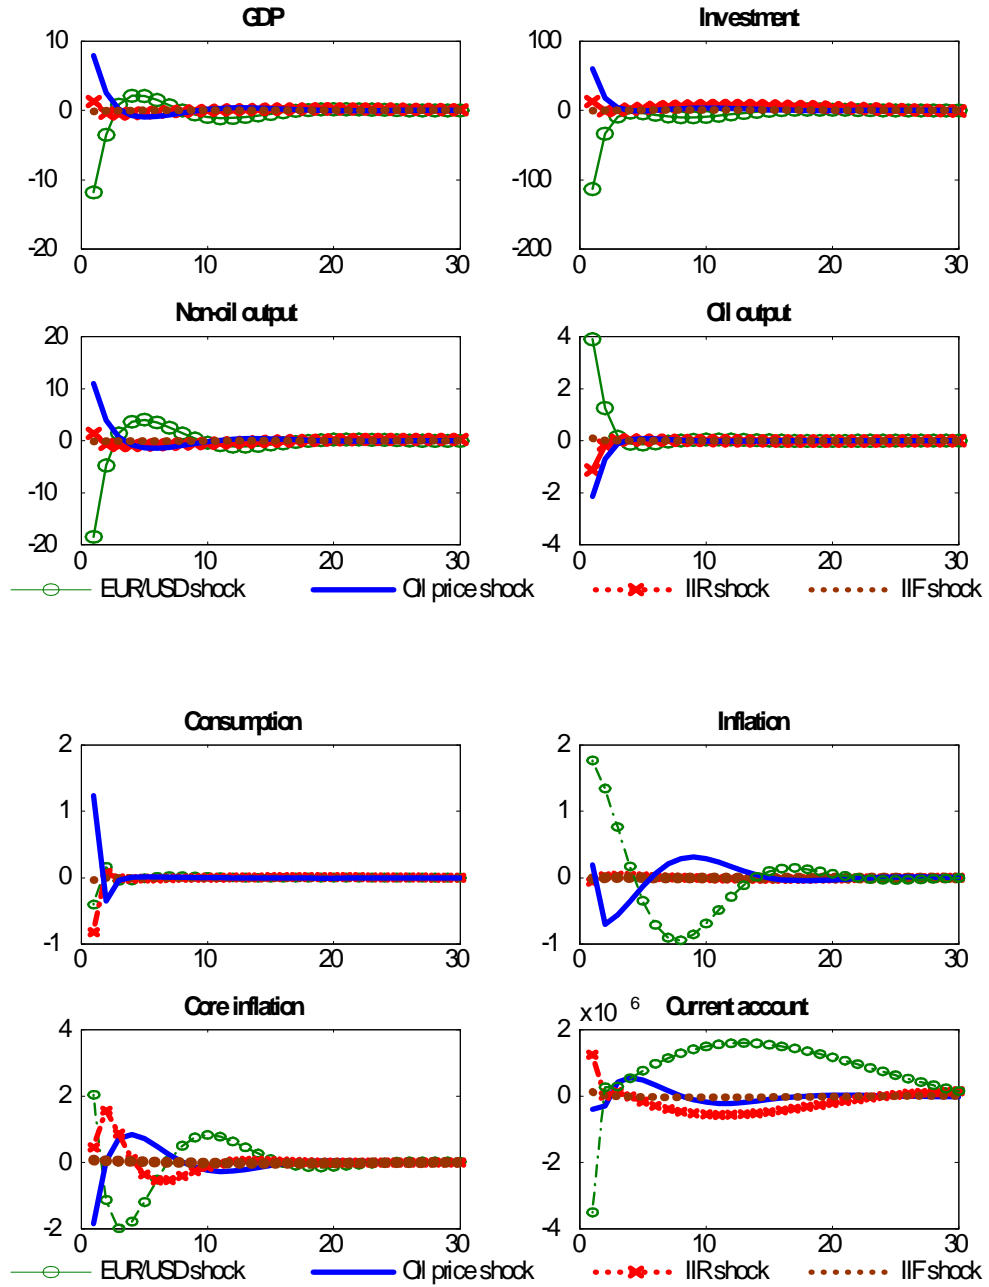 GDP Investment
10 100
0 0
-10 -100
-20 -200
0 10 20 30 0 10 20 30
Non-oil output Oil output
20 4
10 2
0 0
-10 -2
-20 -4
0 10 20 30 0 10 20 30
EUR/USD shock Oil price shock IIR shock IIF shock
Consumption Inflation
2 2
1 1
0 0
-1 -1
0 10 20 30 0 10 20 30
Core inflation x 10 6 Current account
4 2
2 0
0 -2
-2 -4
0 10 20 30 0 10 20 30
EUR/USD shock Oil price shock IIR shock IIF shock